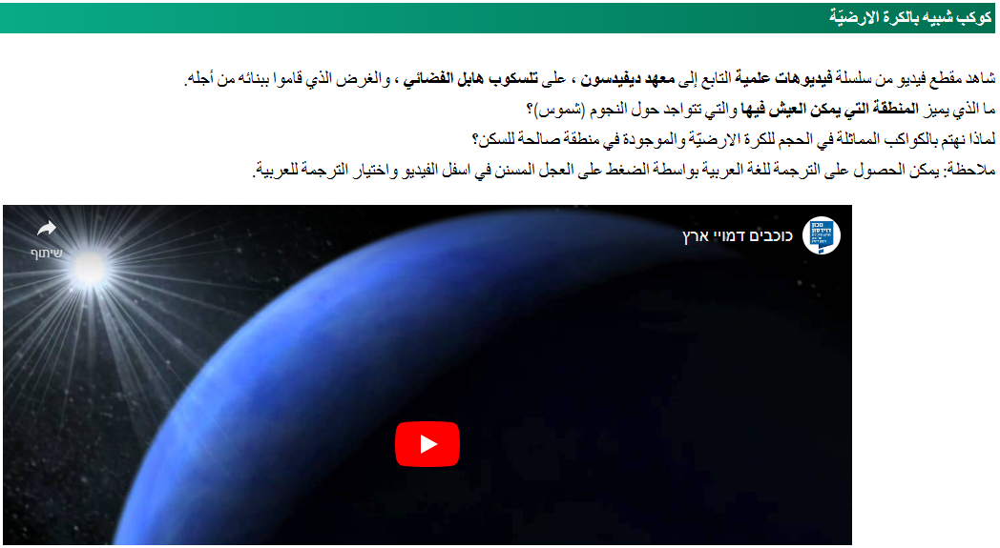 كوكب شبيه بالكرة الارضيّة
شاهد مقطع فيديو من سلسلة فيديوهات علمية التابع إلى معهد ديفيدسون ، على تلسكوب هابل الفضائي ، والغرض الذي قاموا ببنائه من أجله.
ما الذي يميز المنطقة التي يمكن العيش فيها والتي تتواجد حول النجوم (شموس)؟
لماذا نهتم بالكواكب المماثلة في الحجم للكرة الارضيّة والموجودة في منطقة صالحة للسكن؟
ملاحظة: يمكن الحصول على الترجمة للغة العربية بواسطة الضغط على العجل المسنن في اسفل الفيديو واختيار الترجمة للعربية.
כוכבים דמויי ארץ
שיתוף
מכון
דוידסון